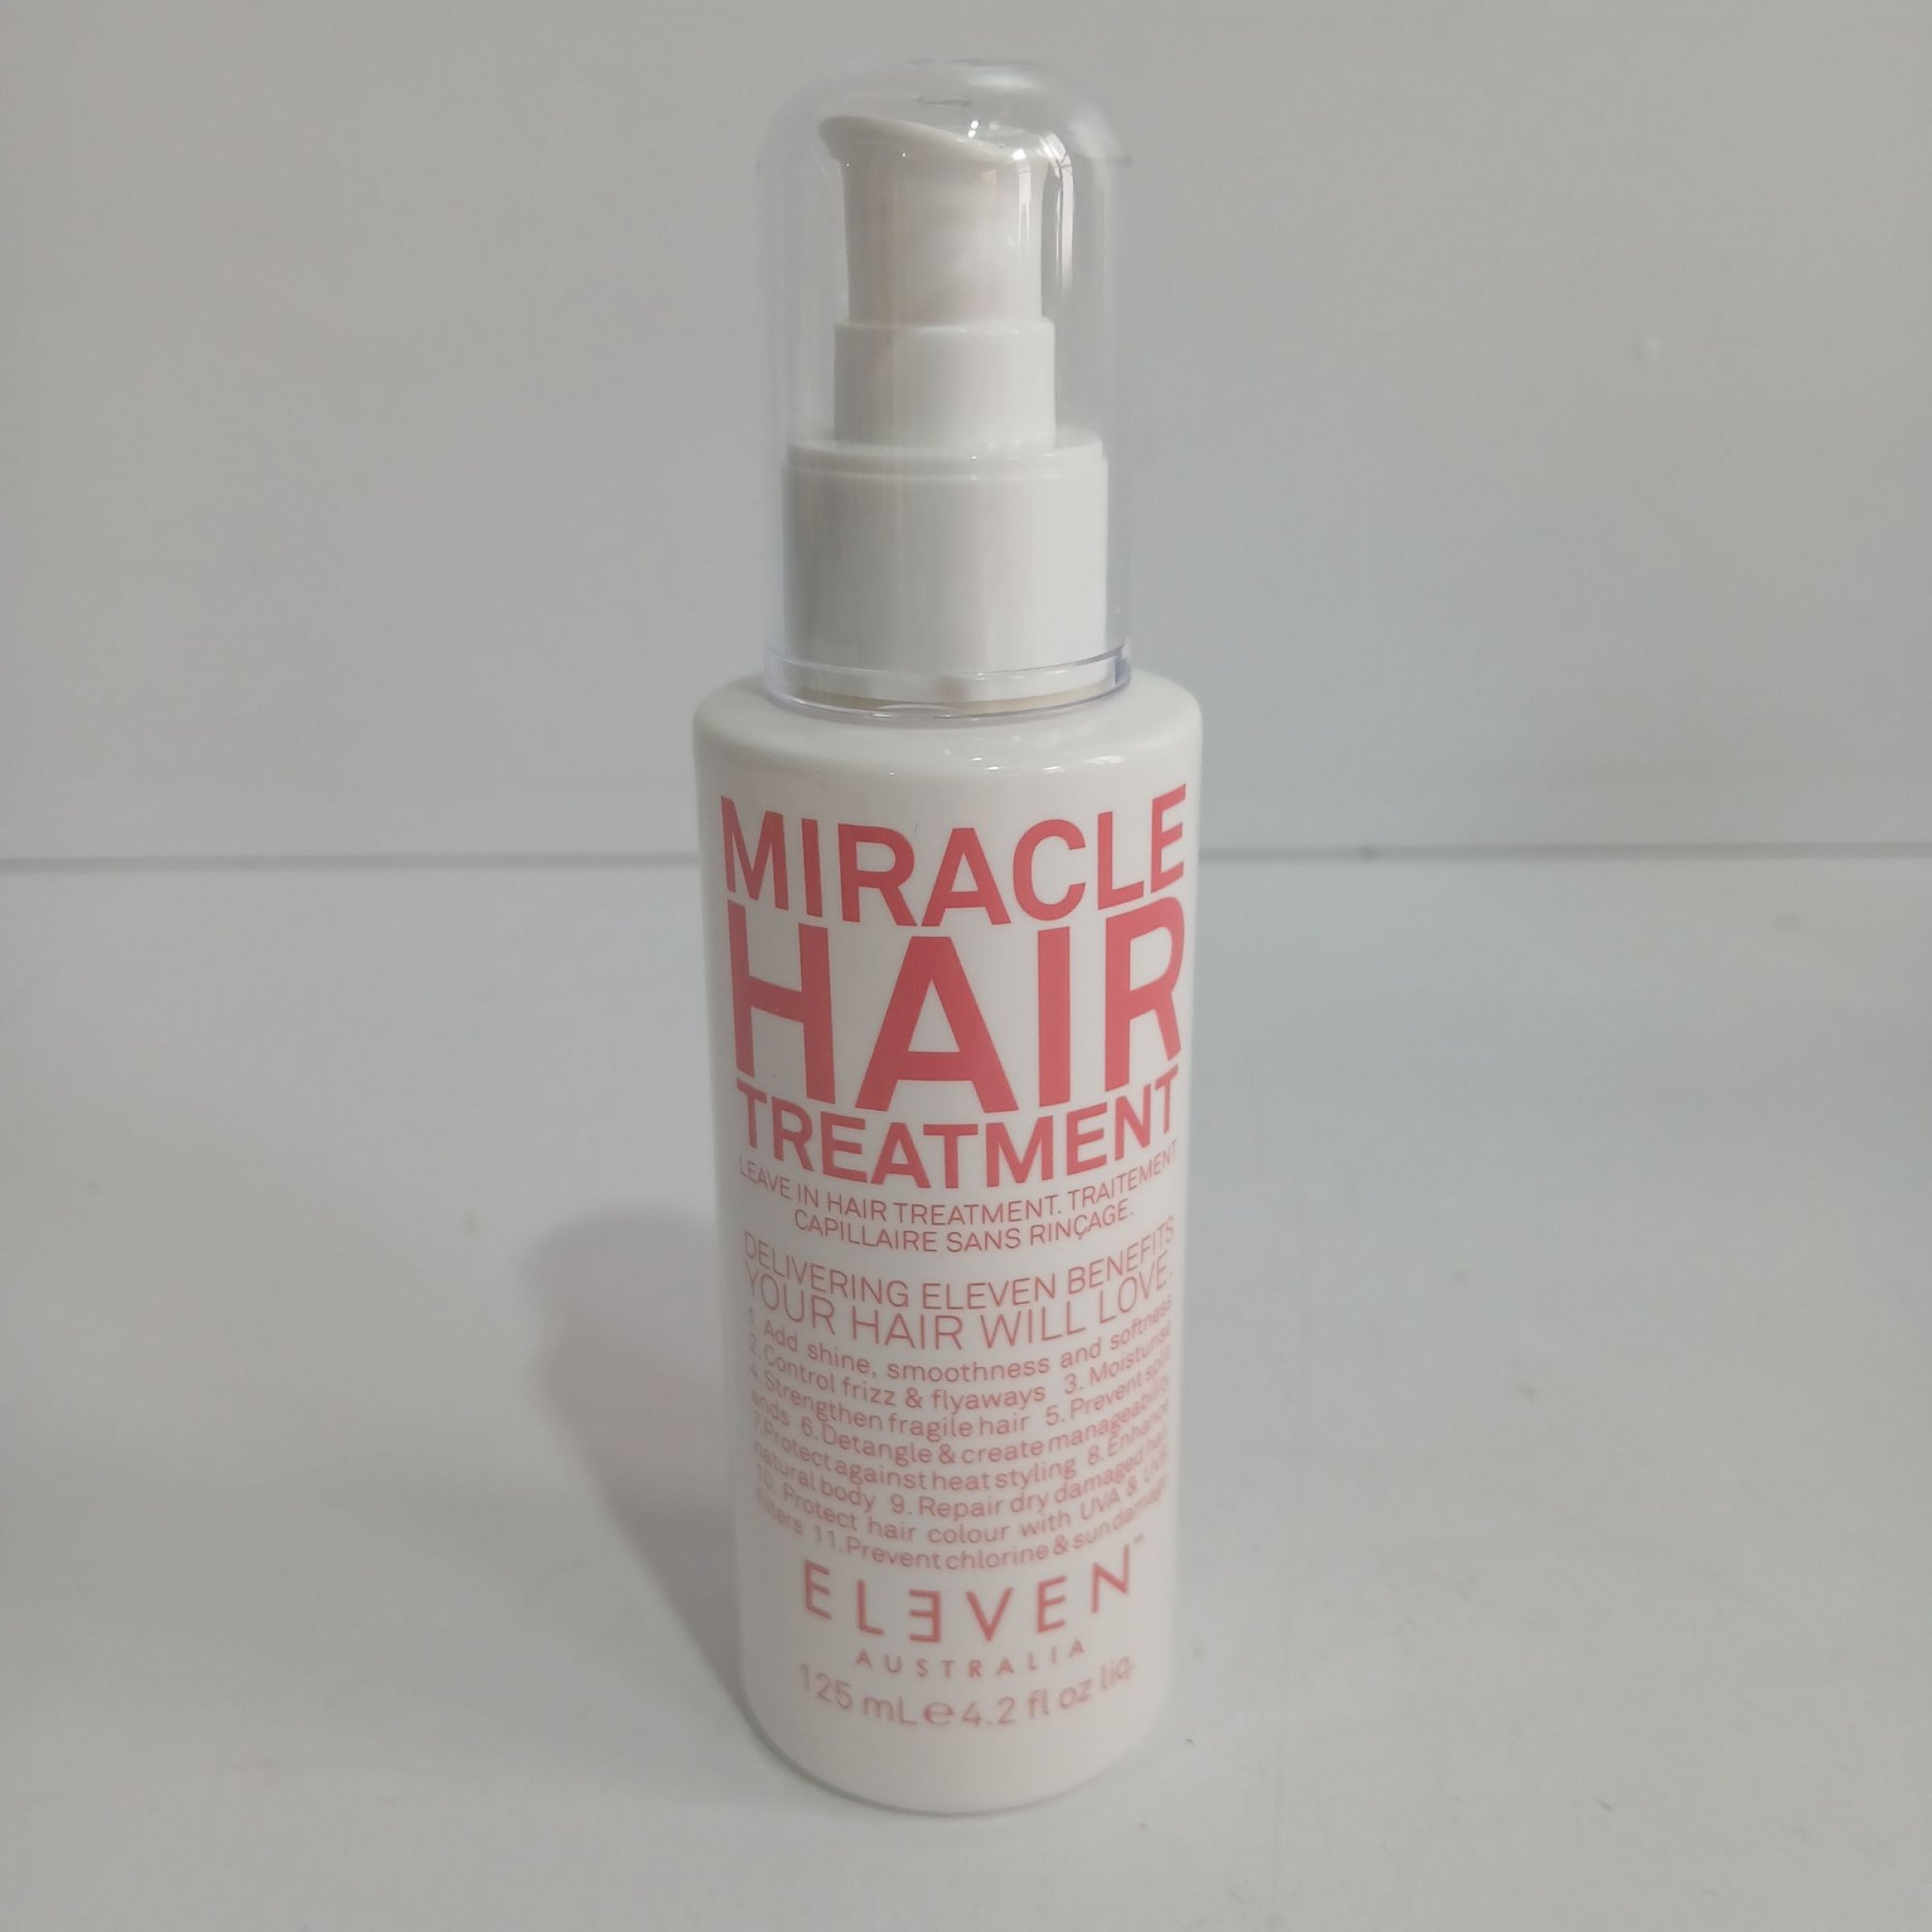 MIRACLE
HAIR
TREATMENT
LEAVE IN HAIR TREATMENT. TRAITEMENT
CAPILLAIRE SANS RINÇAGE.
DELIVERING ELEVEN BENEFITS
YOUR HAIR WILL LOVE.
1. Add shine, smoothness and softness
2. Control frizz & flyaways 3. Moisturise
4. Strengthen fragile hair 5. Prevent split
ends 6. Detangle & create manageability
7. Protect against heat styling 8. Enhance
natural body 9. Repair dry damaged hair
10. Protect hair colour with UVA & UVB
filters 11. Prevent chlorine & sun damage
ELEVEN™
AUSTRALIA
125 mL e 4.2 fl oz liq.